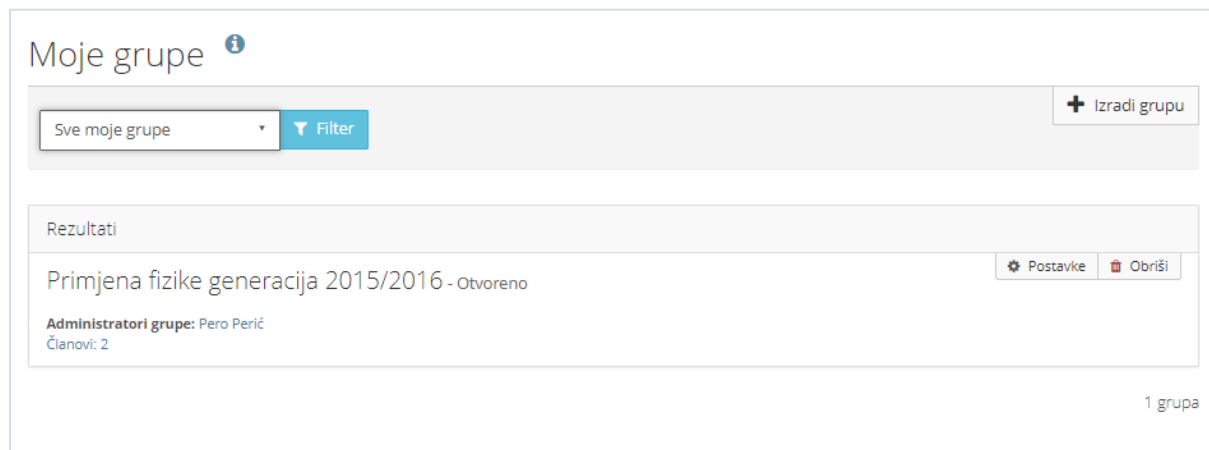 Moje grupe
Izradi grupu
Sve moje grupe
Filter
Rezultati
Primjena fizike generacija 2015/2016 - Otvoreno
Postavke
Obriši
Administratori grupe: Pero Perić
Članovi: 2
1 grupa